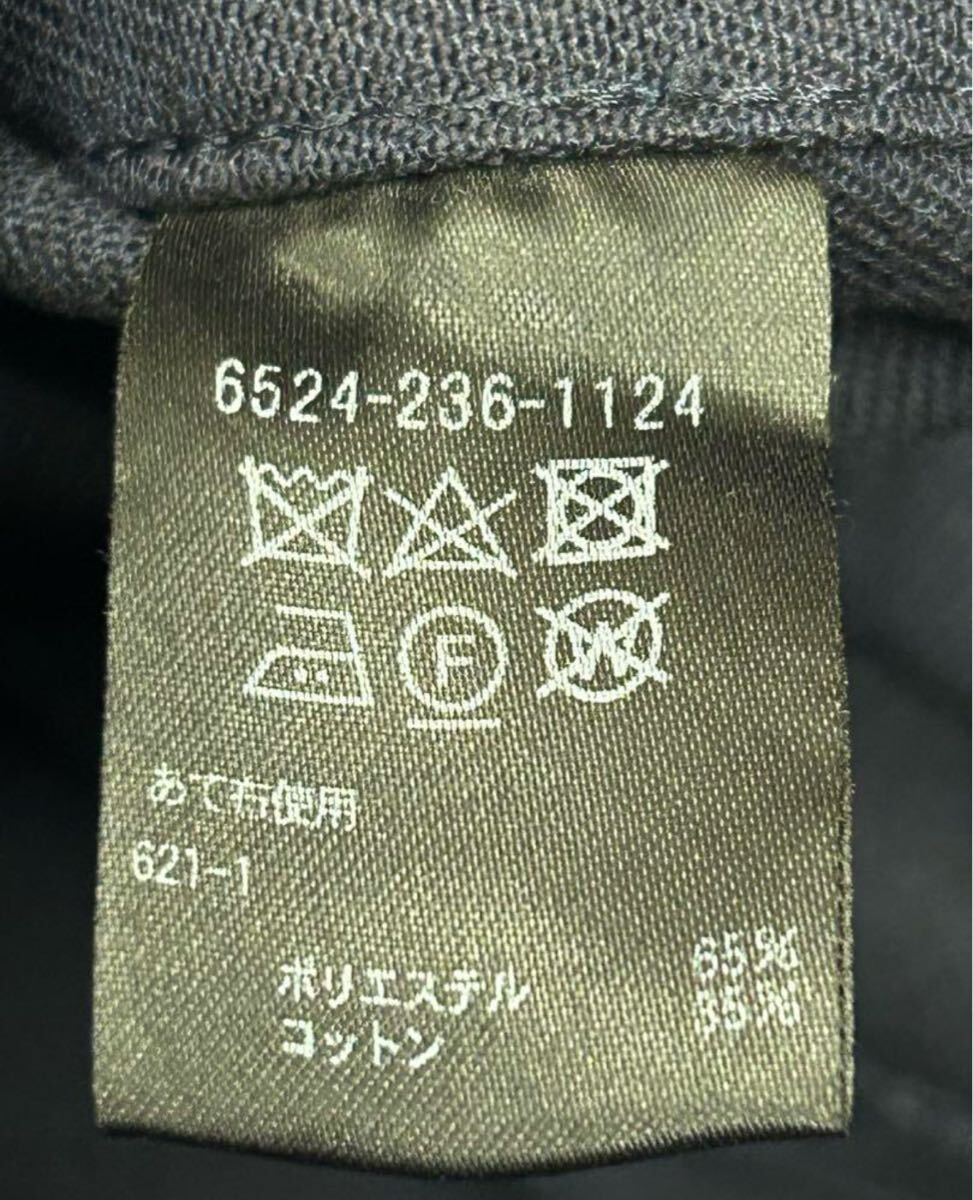 6524-236-1124
F W
あて布使用
621-1
ポリエステル 65%
コットン 35%